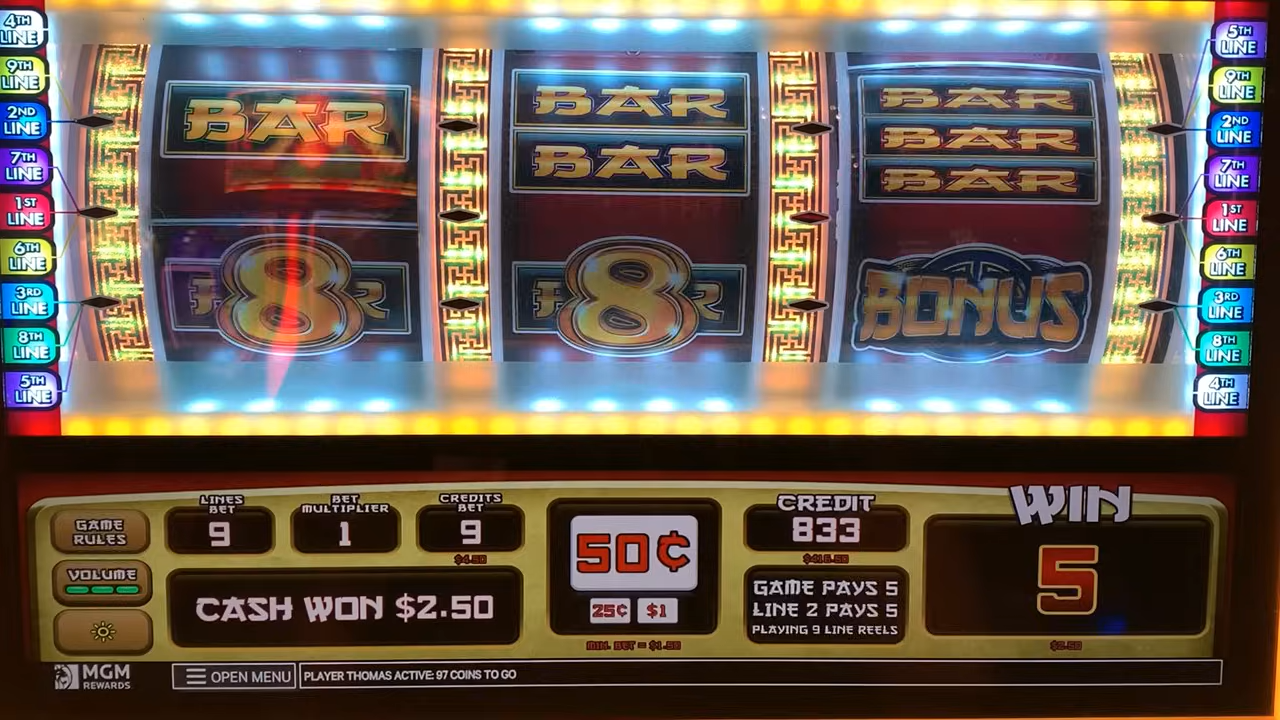 4TH LINE
9TH LINE
2ND LINE
7TH LINE
1ST LINE
6TH LINE
3RD LINE
8TH LINE
5TH LINE
BAR
8
BAR
BAR
8
BAR
BAR
BAR
BONUS
5TH LINE
9TH LINE
2ND LINE
7TH LINE
1ST LINE
6TH LINE
3RD LINE
8TH LINE
4TH LINE
GAME RULES
VOLUME
LINES BET
9
BET MULTIPLIER
1
CREDITS BET
9
$4.50
CASH WON $2.50
50¢
25¢ $1
MIN. BET = $1.50
CREDIT
833
$416.50
GAME PAYS 5
LINE 2 PAYS 5
PLAYING 9 LINE REELS
WIN
5
$2.50
MGM REWARDS
OPEN MENU
PLAYER THOMAS ACTIVE: 97 COINS TO GO